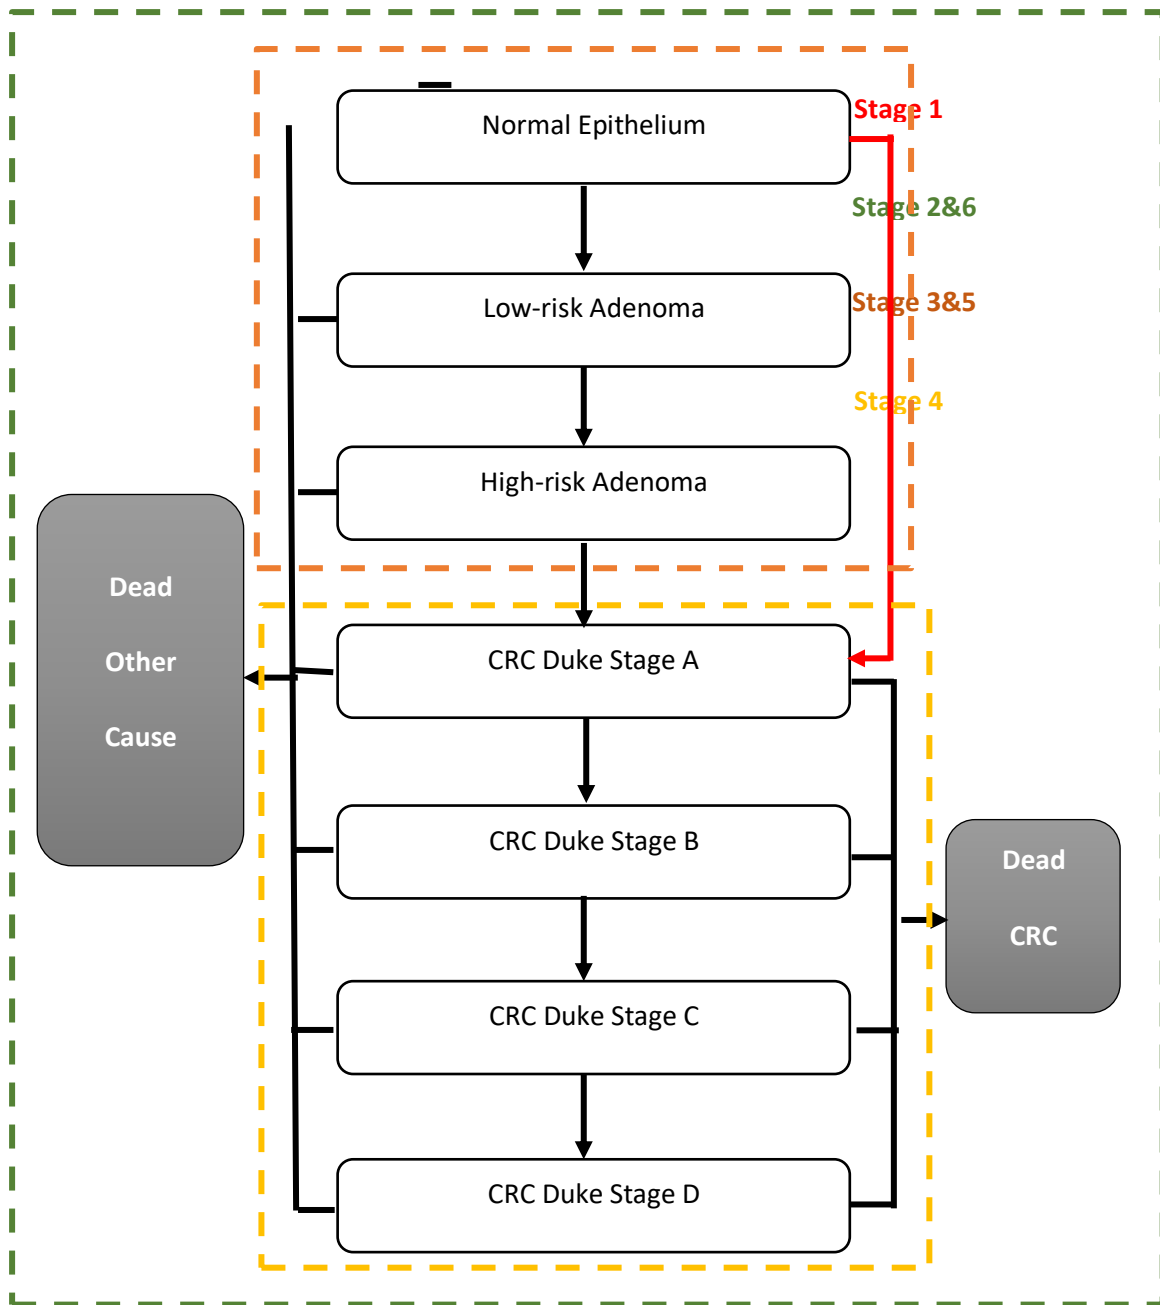 Normal Epithelium
Stage 1
Stage 2&6
Low-risk Adenoma
Stage 3&5
Stage 4
High-risk Adenoma
Dead
Other
Cause
CRC Duke Stage A
CRC Duke Stage B
Dead
CRC
CRC Duke Stage C
CRC Duke Stage D